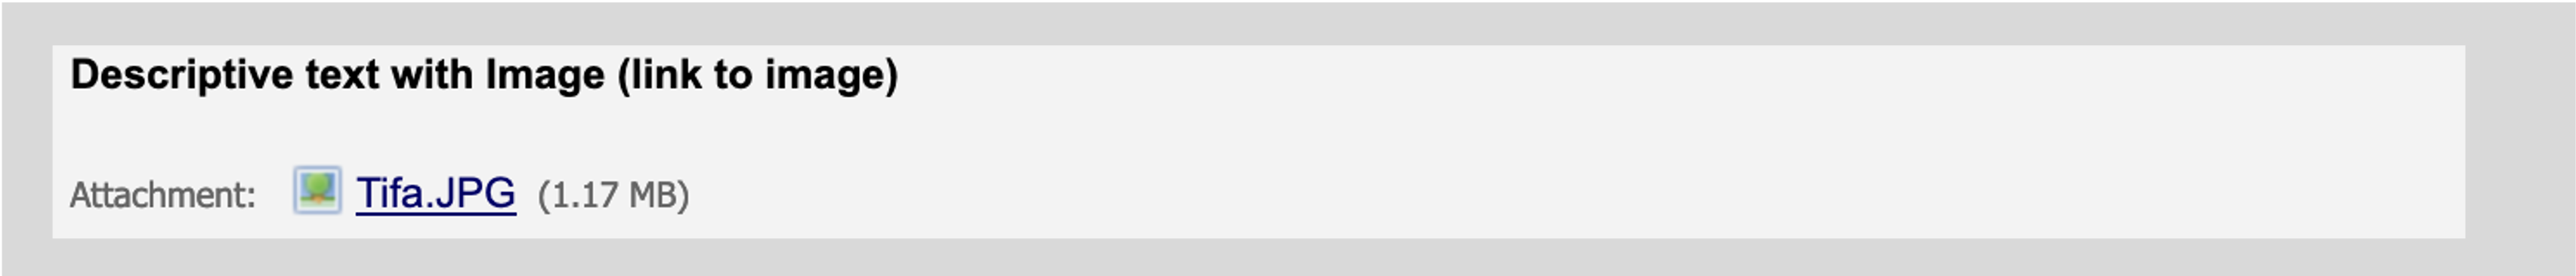 Descriptive text with Image (link to image)
Attachment: Tifa.JPG (1.17 MB)